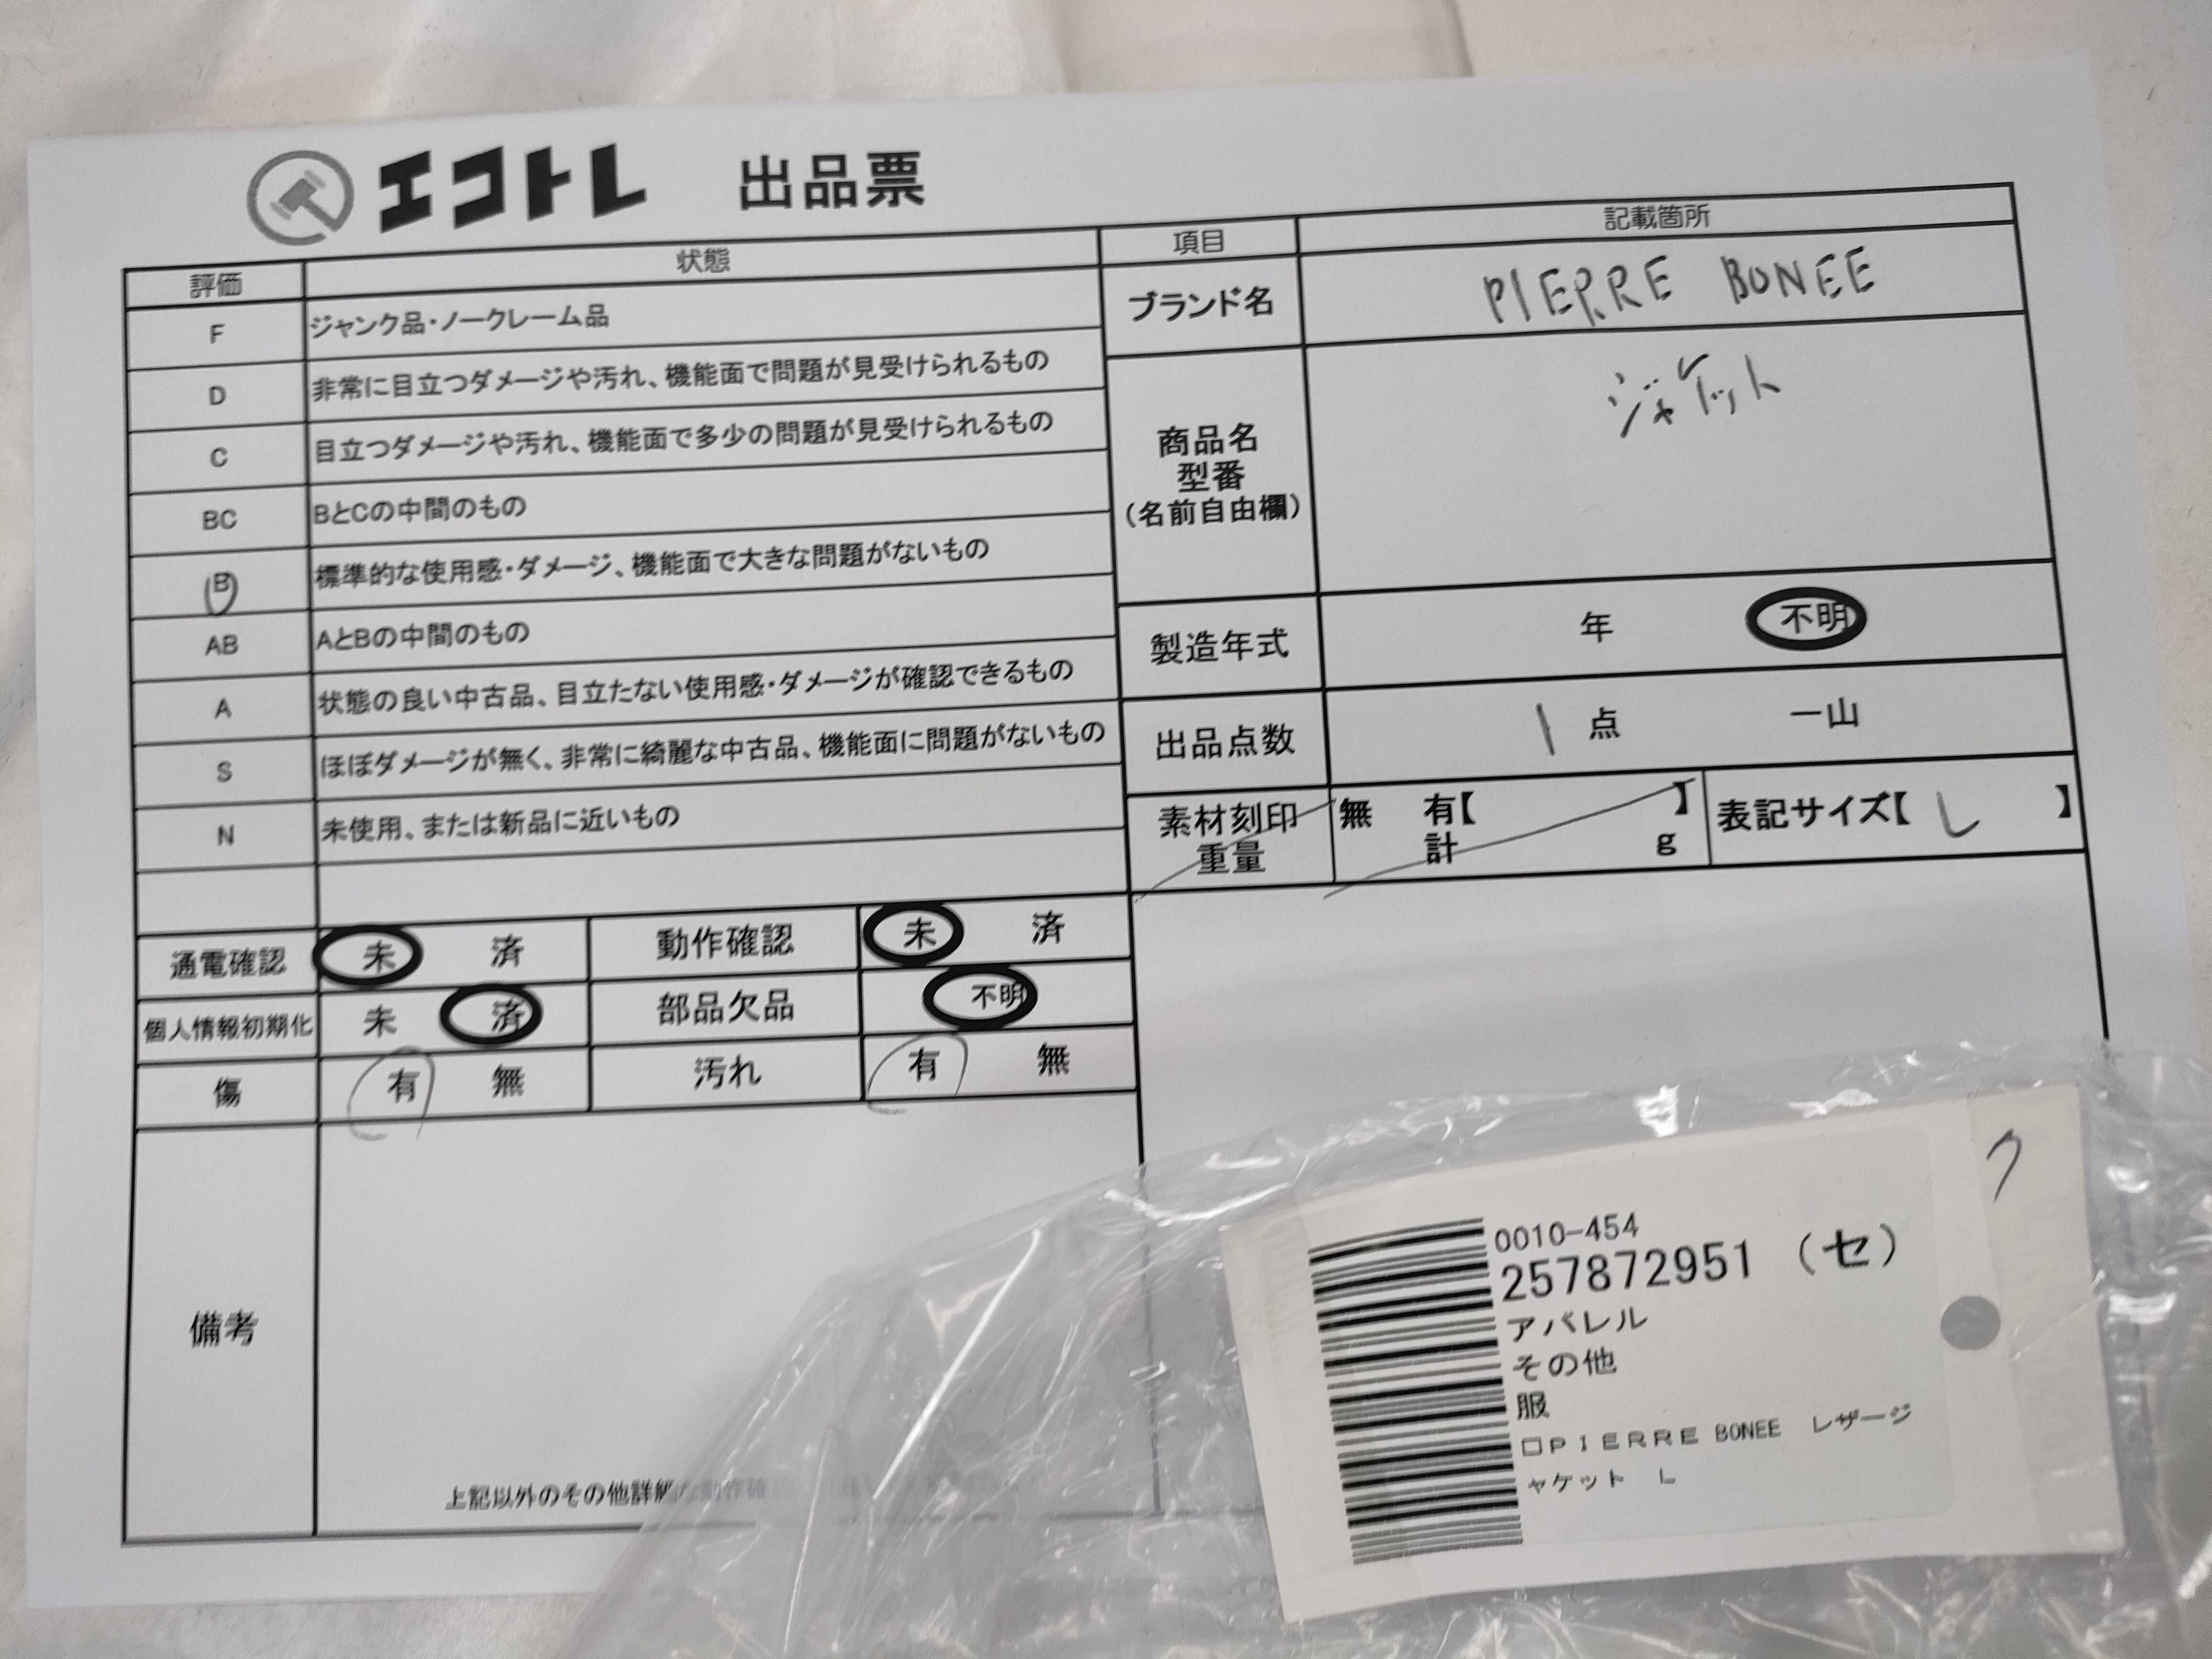 エコトレ 出品票
評価 状態 項目 記載箇所
F ジャンク品・ノークレーム品
D 非常に目立つダメージや汚れ、機能面で問題が見受けられるもの
C 目立つダメージや汚れ、機能面で多少の問題が見受けられるもの
BC BとCの中間のもの
B 標準的な使用感・ダメージ、機能面で大きな問題がないもの
AB AとBの中間のもの
A 状態の良い中古品、目立たない使用感・ダメージが確認できるもの
S ほぼダメージが無く、非常に綺麗な中古品、機能面に問題がないもの
N 未使用、または新品に近いもの
ブランド名 PIERRE BONEE
商品名
型番
(名前自由欄)
ジャケット
製造年式 年 不明
出品点数 1 点 一山
素材刻印 無 有【 】 表記サイズ【 L 】
重量 計 g
通電確認 未 済 動作確認 未 済
個人情報初期化 未 済 部品欠品 不明
傷 有 無 汚れ 有 無
備考
上記以外のその他詳細な動作確
ク
0010-454
257872951 (セ)
アパレル
その他
服
□PIERRE BONEE レザージ
ャケット L